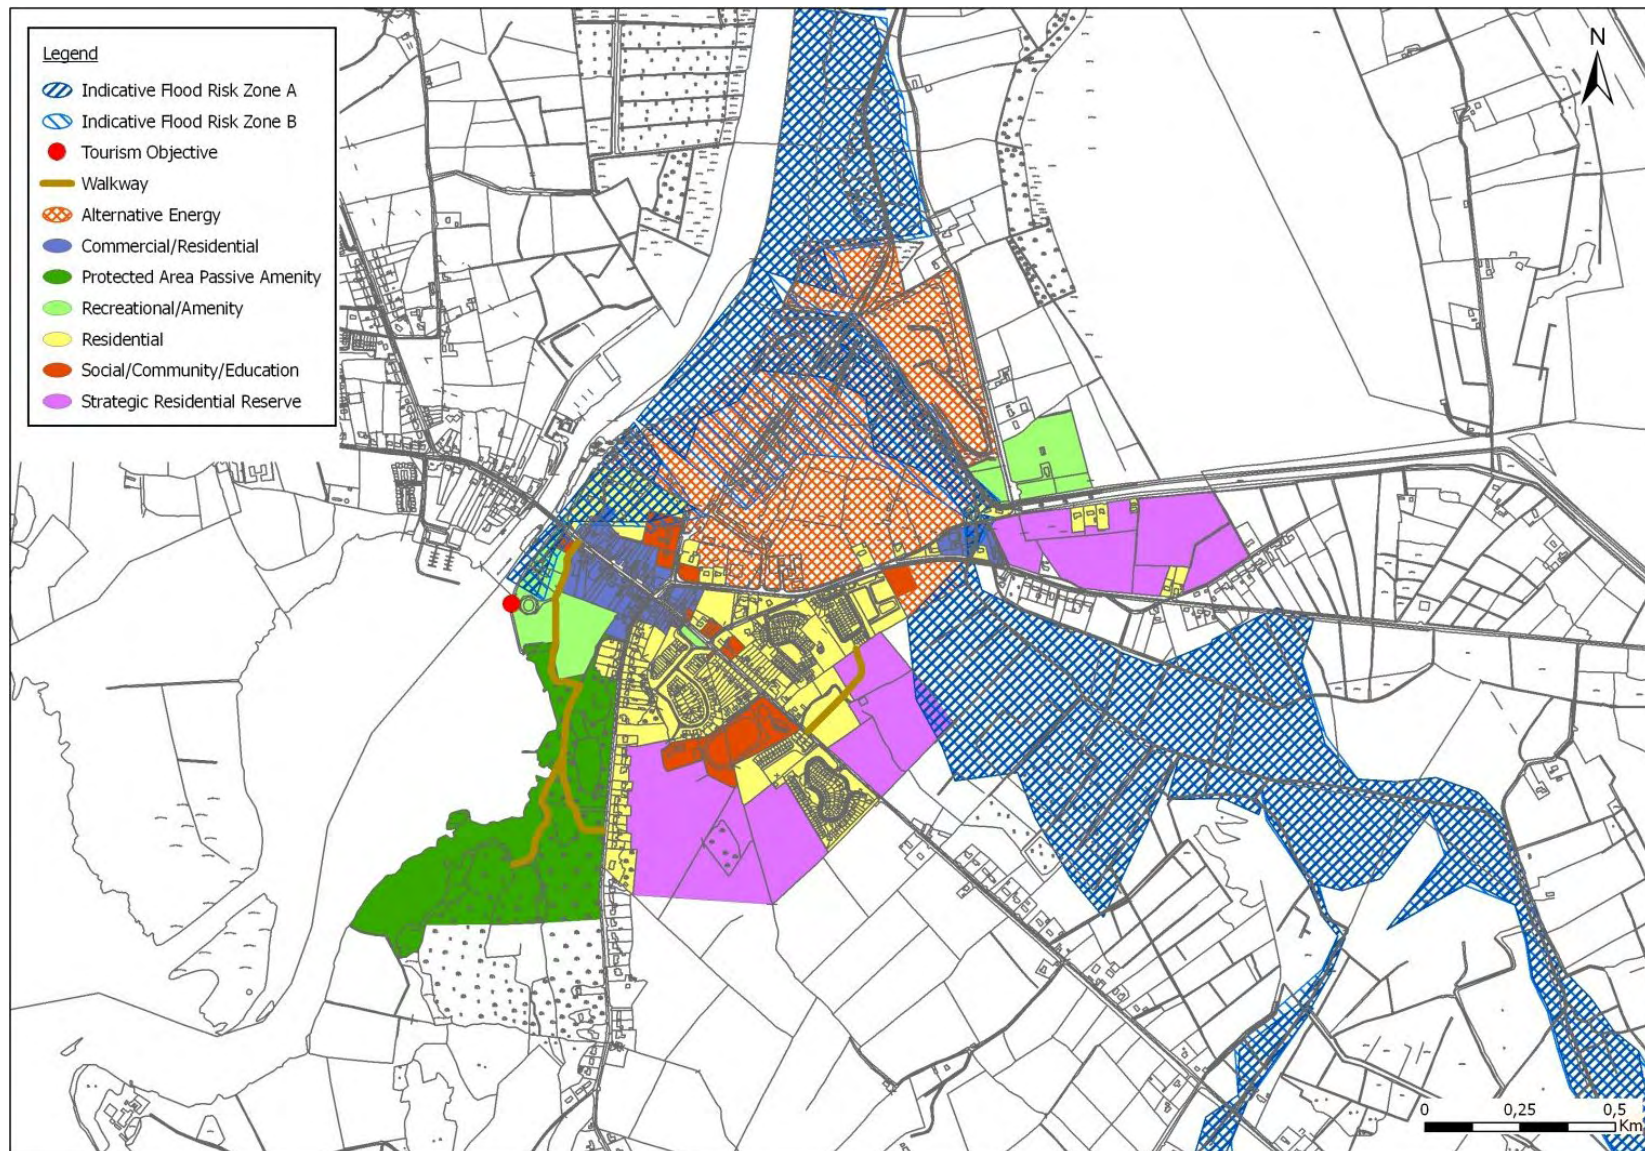 Legend
Indicative Flood Risk Zone A
Indicative Flood Risk Zone B
Tourism Objective
Walkway
Alternative Energy
Commercial/Residential
Protected Area Passive Amenity
Recreational/Amenity
Residential
Social/Community/Education
Strategic Residential Reserve
N
0 0,25 0,5
Km